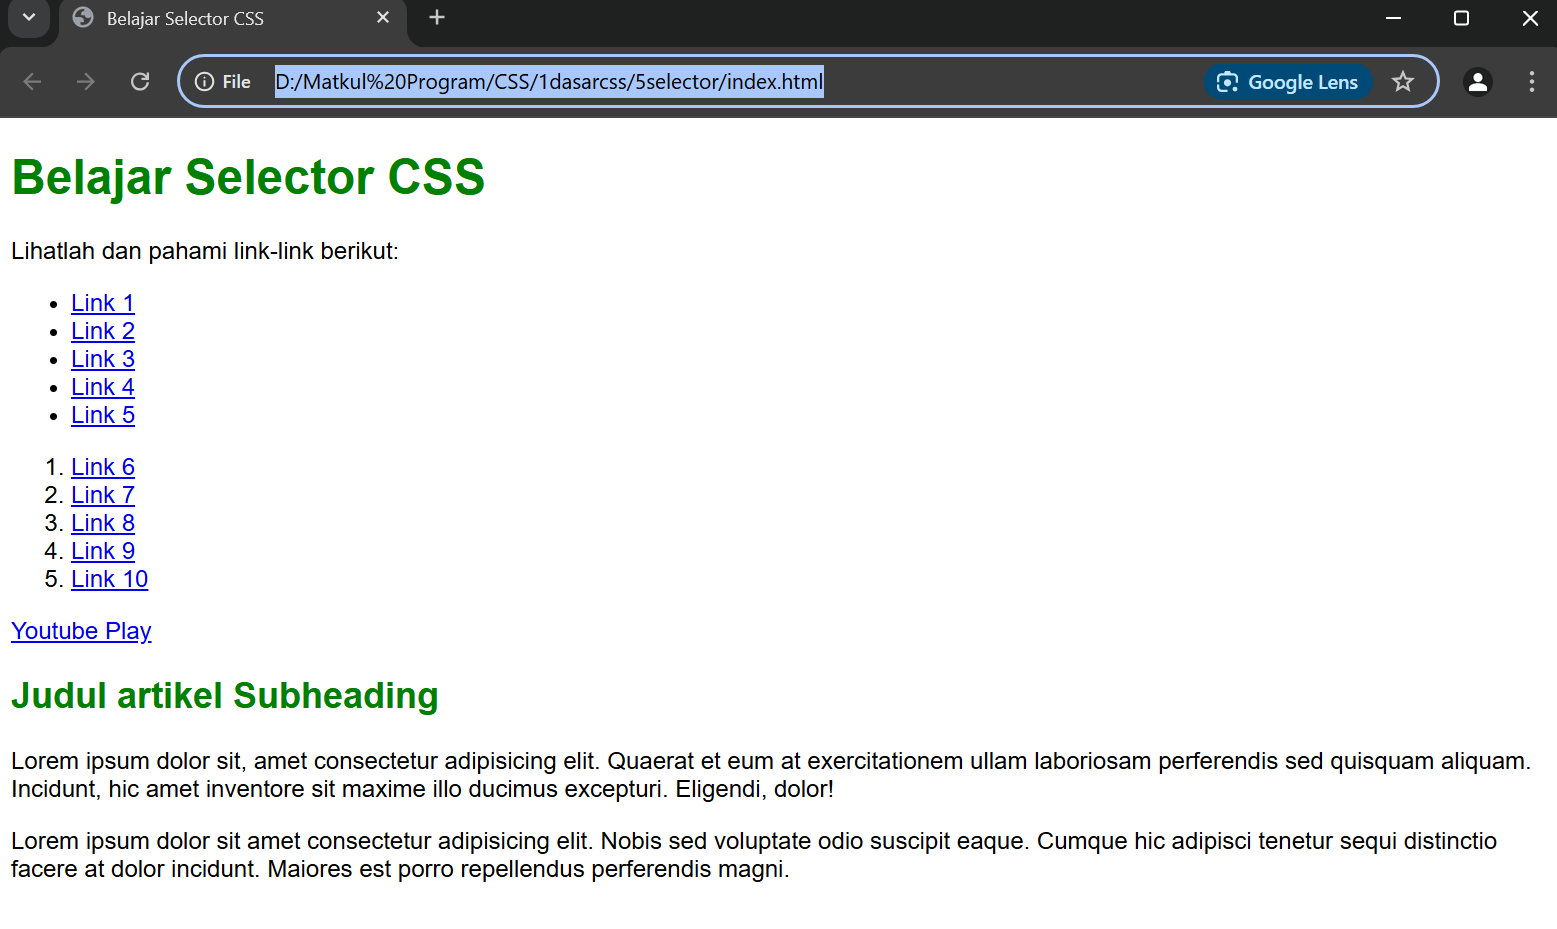 Belajar Selector CSS
File D:/Matkul%20Program/CSS/1dasarcss/5selector/index.html Google Lens
Belajar Selector CSS
Lihatlah dan pahami link-link berikut:
• Link 1
• Link 2
• Link 3
• Link 4
• Link 5
1. Link 6
2. Link 7
3. Link 8
4. Link 9
5. Link 10
Youtube Play
Judul artikel Subheading
Lorem ipsum dolor sit, amet consectetur adipisicing elit. Quaerat et eum at exercitationem ullam laboriosam perferendis sed quisquam aliquam.
Incidunt, hic amet inventore sit maxime illo ducimus excepturi. Eligendi, dolor!
Lorem ipsum dolor sit amet consectetur adipisicing elit. Nobis sed voluptate odio suscipit eaque. Cumque hic adipisci tenetur sequi distinctio
facere at dolor incidunt. Maiores est porro repellendus perferendis magni.